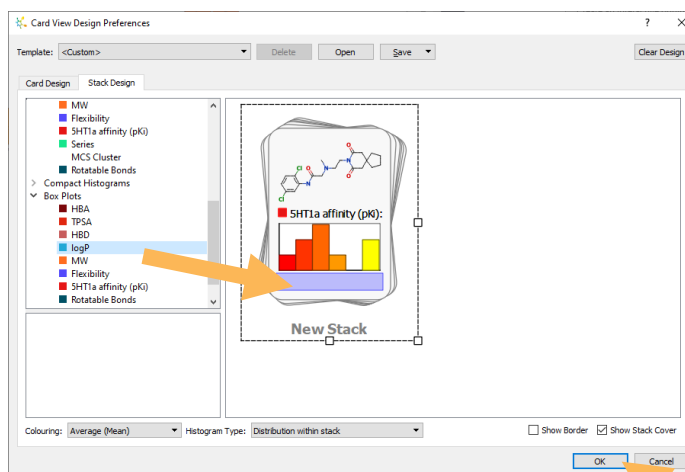 Card View Design Preferences
? ×
Template: <Custom> Delete Open Save Clear Design
Card Design Stack Design
MW
Flexibility
5HT1a affinity (pKi)
Series
MCS Cluster
Rotatable Bonds
Compact Histograms
Box Plots
HBA
TPSA
HBD
logP
MW
Flexibility
5HT1a affinity (pKi)
Rotatable Bonds
Cl
O
N
N
O
N
O
Cl
5HT1a affinity (pKi):
New Stack
Colouring: Average (Mean) Histogram Type: Distribution within stack Show Border Show Stack Cover
OK Cancel